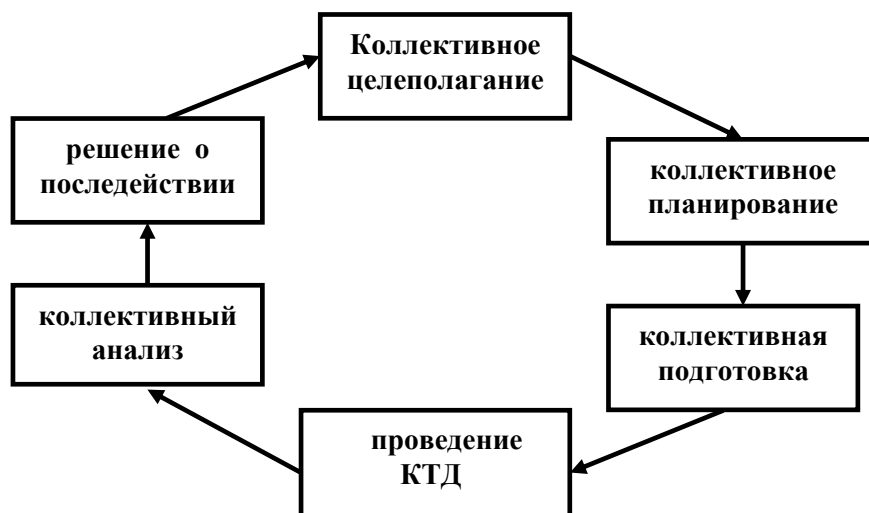 Коллективное
целеполагание
коллективное
планирование
коллективная
подготовка
проведение
КТД
коллективный
анализ
решение о
последействии